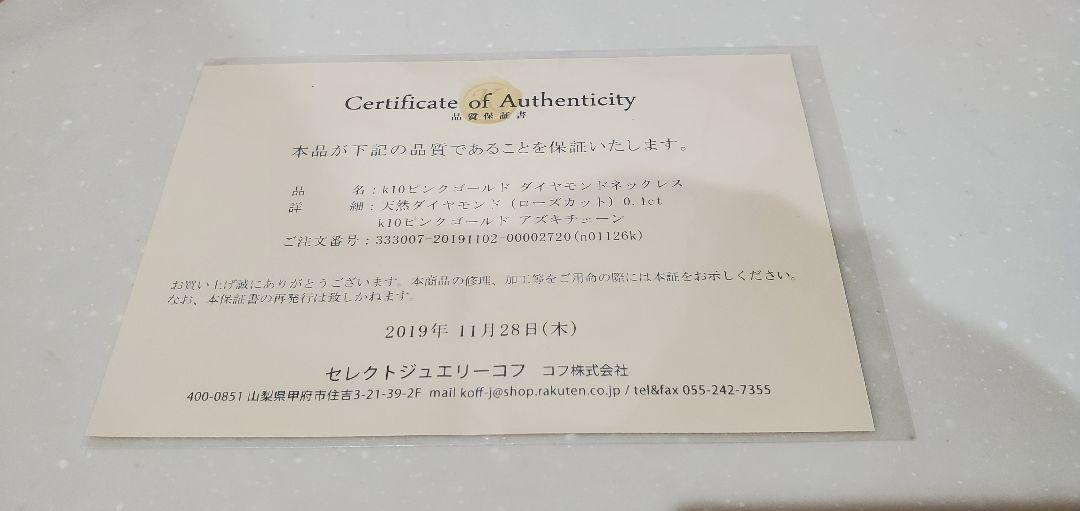 Certificate of Authenticity
品質保証書
本品が下記の品質であることを保証いたします。
品　　名：k10ピンクゴールド ダイヤモンドネックレス
詳　　細：天然ダイヤモンド (ローズカット) 0.1ct
k10ピンクゴールド アズキチェーン
ご注文番号：333007-20191102-00002720(n01126k)
お買い上げ誠にありがとうございます。本商品の修理、加工等をご用命の際には本証をお示しください。
なお、本保証書の再発行は致しかねます。
2019年 11月28日(木)
セレクトジュエリーコフ　コフ株式会社
400-0851 山梨県甲府市住吉3-21-39-2F mail koff-j@shop.rakuten.co.jp / tel&fax 055-242-7355